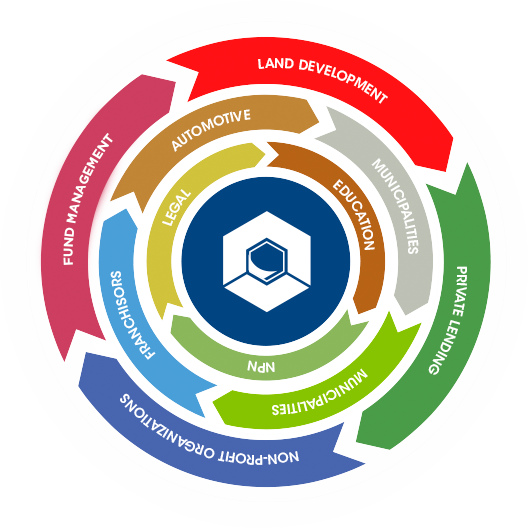 LAND DEVELOPMENT
PRIVATE LENDING
NON-PROFIT ORGANIZATIONS
FUND MANAGEMENT
AUTOMOTIVE
MUNICIPALITIES
MUNICIPALITIES
FRANCHISORS
LEGAL
EDUCATION
NPN